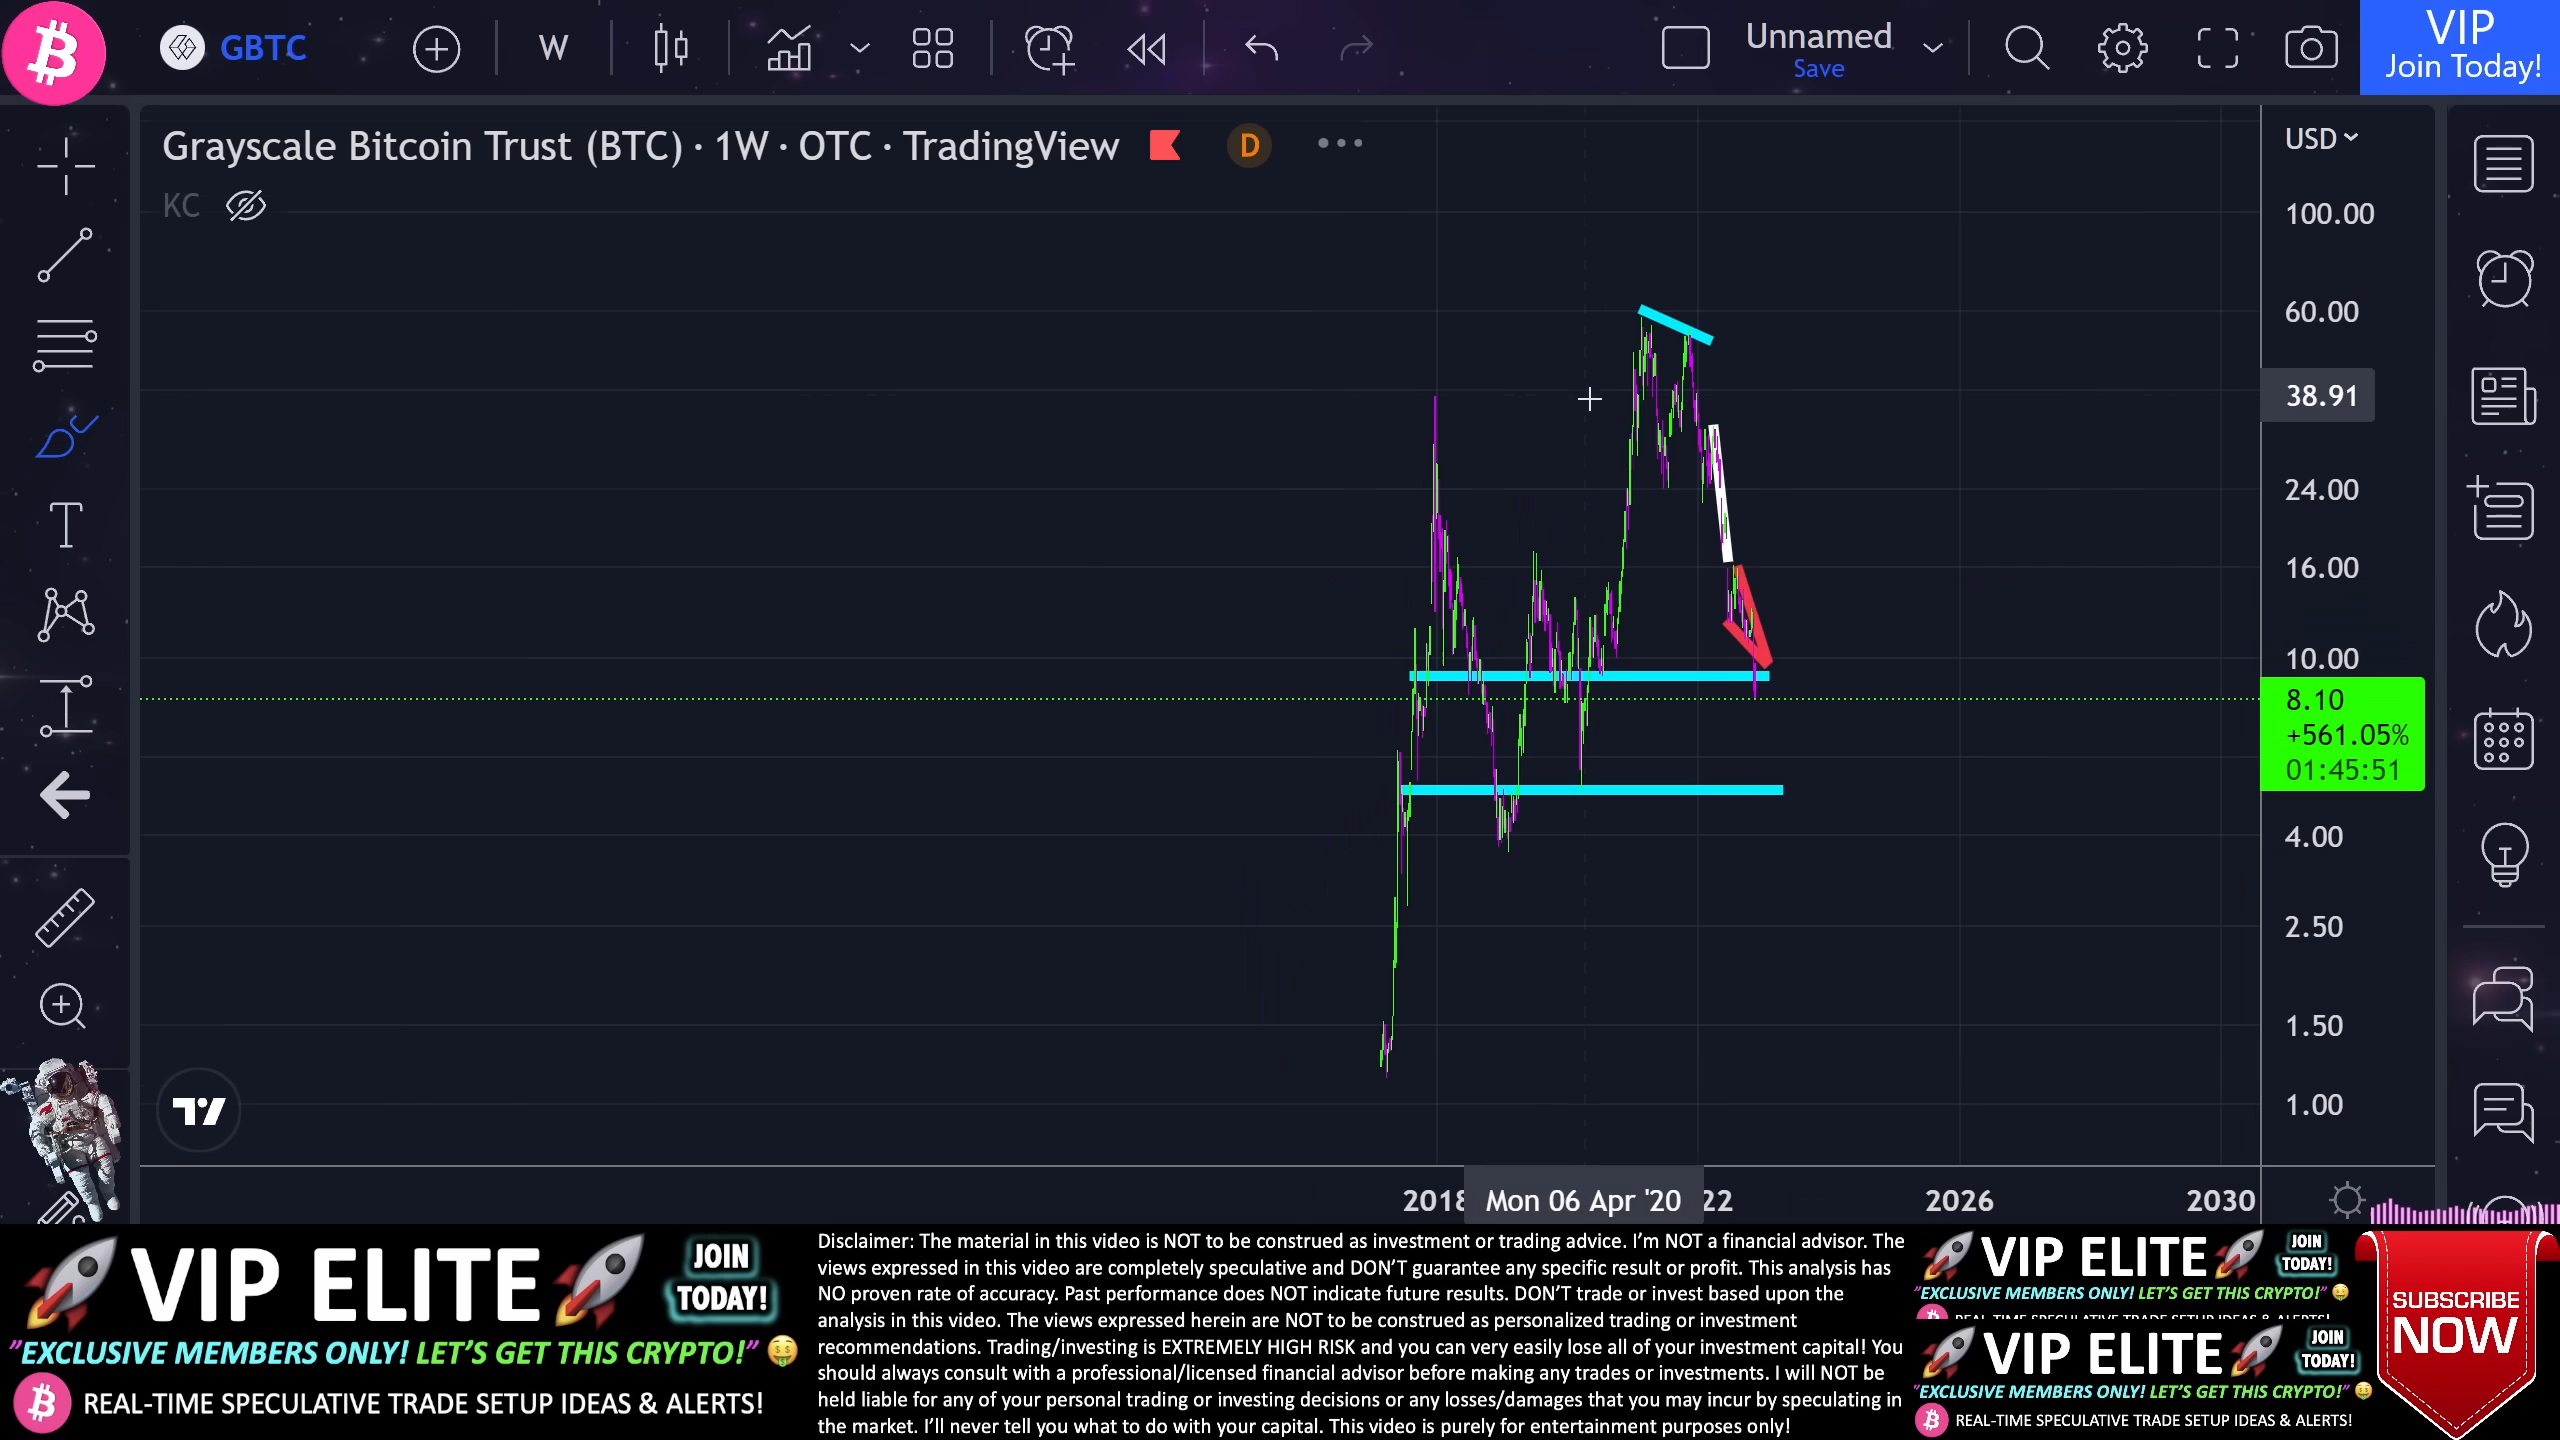 GBTC
W
Unnamed
Save
VIP
Join Today!
Grayscale Bitcoin Trust (BTC) · 1W · OTC · TradingView
D
KC
USD
100.00
60.00
38.91
24.00
16.00
10.00
8.10
+561.05%
01:45:51
4.00
2.50
1.50
1.00
2018
Mon 06 Apr '20
22
2026
2030
VIP ELITE
JOIN
TODAY!
"EXCLUSIVE MEMBERS ONLY! LET'S GET THIS CRYPTO!"
REAL-TIME SPECULATIVE TRADE SETUP IDEAS & ALERTS!
Disclaimer: The material in this video is NOT to be construed as investment or trading advice. I'm NOT a financial advisor. The
views expressed in this video are completely speculative and DON'T guarantee any specific result or profit. This analysis has
NO proven rate of accuracy. Past performance does NOT indicate future results. DON'T trade or invest based upon the
analysis in this video. The views expressed herein are NOT to be construed as personalized trading or investment
recommendations. Trading/investing is EXTREMELY HIGH RISK and you can very easily lose all of your investment capital! You
should always consult with a professional/licensed financial advisor before making any trades or investments. I will NOT be
held liable for any of your personal trading or investing decisions or any losses/damages that you may incur by speculating in
the market. I'll never tell you what to do with your capital. This video is purely for entertainment purposes only!
VIP ELITE
JOIN
TODAY!
"EXCLUSIVE MEMBERS ONLY! LET'S GET THIS CRYPTO!"
VIP ELITE
JOIN
TODAY!
"EXCLUSIVE MEMBERS ONLY! LET'S GET THIS CRYPTO!"
REAL-TIME SPECULATIVE TRADE SETUP IDEAS & ALERTS!
SUBSCRIBE
NOW